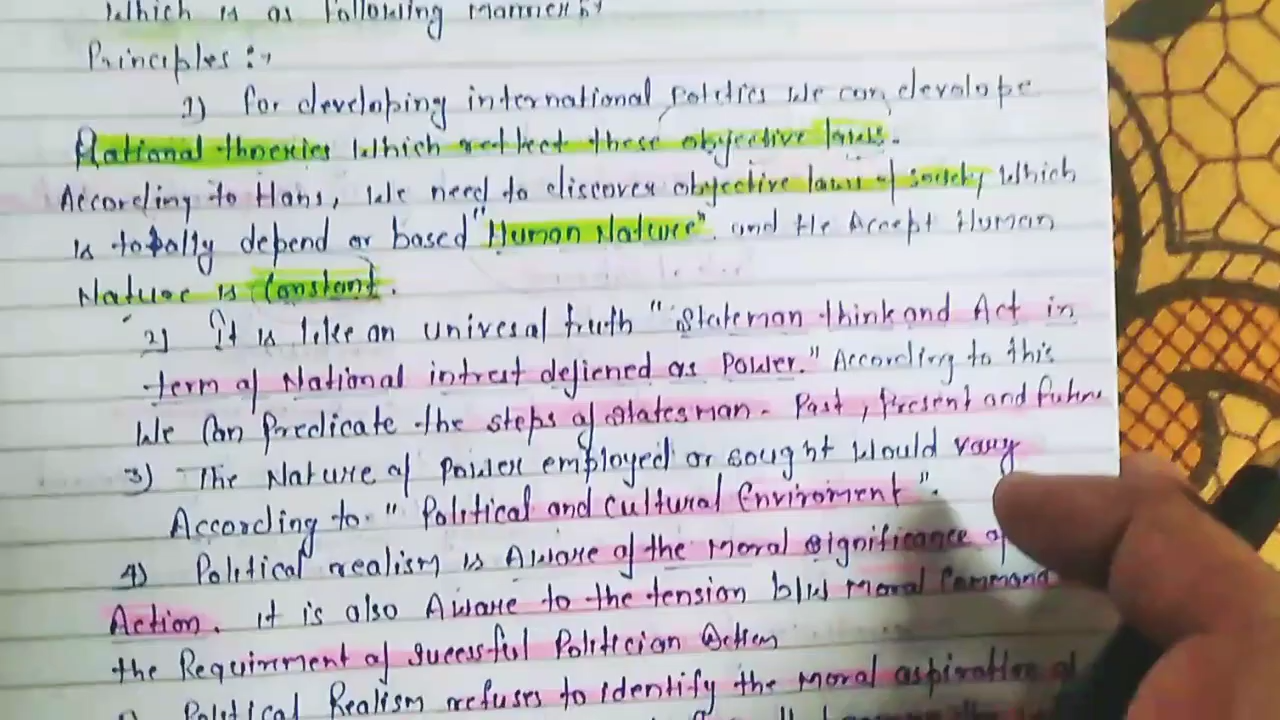 Which is as following manner by
Principles :-
1) for developing international politics we can develope
Rational theories which reflect these objective laws.
According to Hans, We need to discover objective laws of society which
is totally depend or based "Human Nature". and He Accept Human
Nature is Constant.
2) It is like an univesal truth "Stateman think and Act in
term of National intrest defiened as Power." According to this
We Can Predicate the steps of statesman - Past, Present and future
3) The Nature of Power employed or sought would vary
According to "Political and Cultural Enviroment".
4) Political realism is Aware of the moral significance of
Action. it is also Aware to the tension b/w moral Command
the Requirment of sucessful Politician Action
Political Realism refuses to identify the moral aspiration of